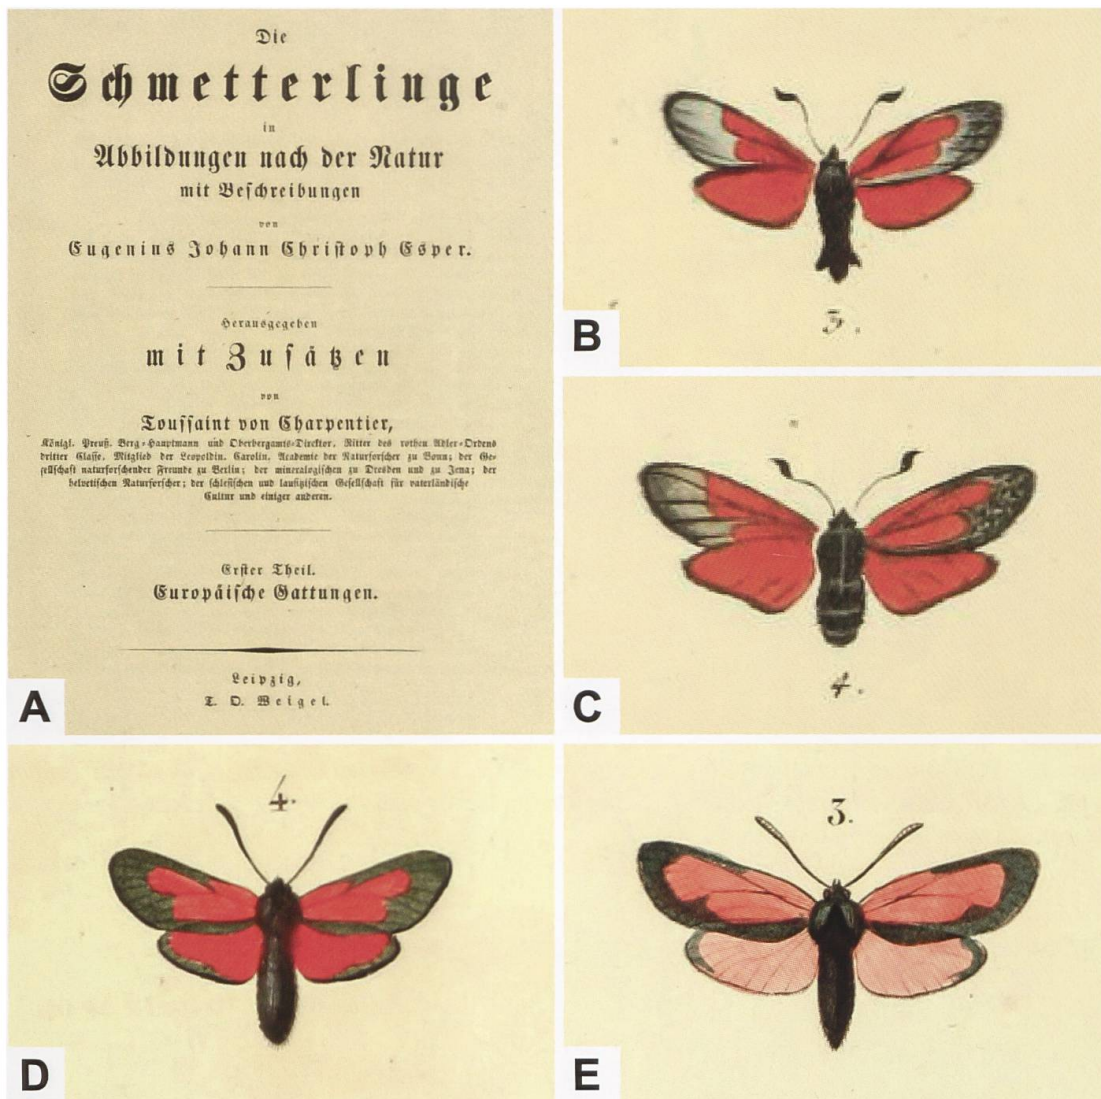 Die
Schmetterlinge
in
Abbildungen nach der Natur
mit Beschreibungen
von
Eugenius Johann Christoph Esper.
Herausgegeben
mit Zusätzen
von
Toussaint von Charpentier,
Königl. Preuß. Berg-Hauptmann und Oberbergamts-Direktor, Ritter des rothen Adler-Ordens
dritter Classe, Mitglied der Leopoldin. Carolin. Academie der Naturforscher zu Bonn; der Ge-
sellschaft naturforschender Freunde zu Berlin; der mineralogischen zu Dresden und zu Jena; der
helvetischen Naturforscher; der schlesischen und lausitzischen Gesellschaft für vaterländische
Cultur und einiger anderen.
Erster Theil.
Europäische Gattungen.
Leipzig,
T. O. Weigel.
A
3.
B
4.
C
4.
D
3.
E